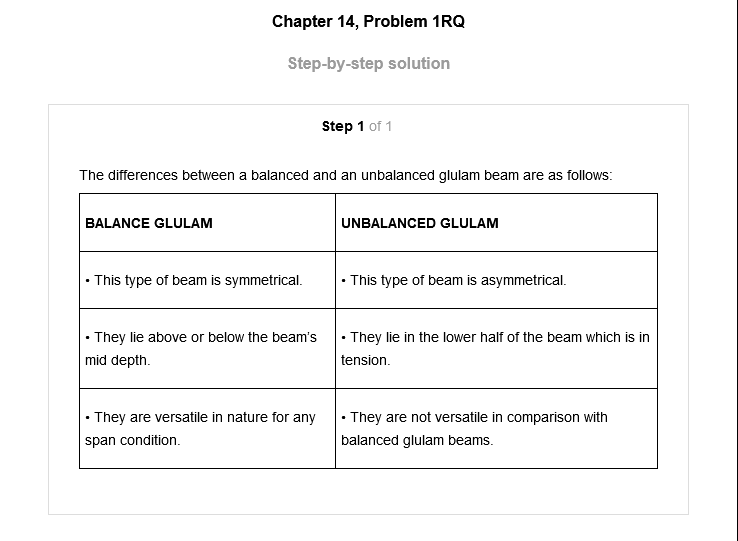 Chapter 14, Problem 1RQ
Step-by-step solution
Step 1 of 1
The differences between a balanced and an unbalanced glulam beam are as follows:
BALANCE GLULAM
UNBALANCED GLULAM
• This type of beam is symmetrical.
• This type of beam is asymmetrical.
• They lie above or below the beam's
mid depth.
• They lie in the lower half of the beam which is in
tension.
• They are versatile in nature for any
span condition.
• They are not versatile in comparison with
balanced glulam beams.